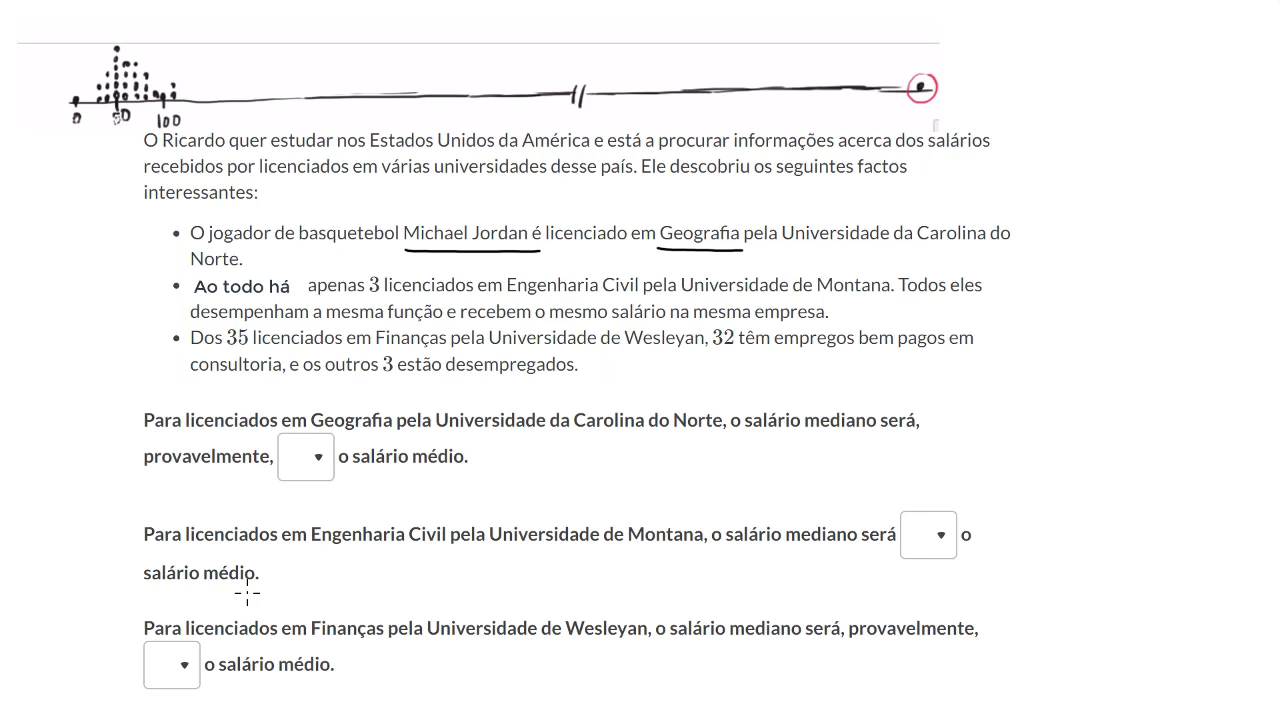 0 50 100
O Ricardo quer estudar nos Estados Unidos da América e está a procurar informações acerca dos salários
recebidos por licenciados em várias universidades desse país. Ele descobriu os seguintes factos
interessantes:
• O jogador de basquetebol Michael Jordan é licenciado em Geografia pela Universidade da Carolina do
Norte.
• Ao todo há apenas 3 licenciados em Engenharia Civil pela Universidade de Montana. Todos eles
desempenham a mesma função e recebem o mesmo salário na mesma empresa.
• Dos 35 licenciados em Finanças pela Universidade de Wesleyan, 32 têm empregos bem pagos em
consultoria, e os outros 3 estão desempregados.
Para licenciados em Geografia pela Universidade da Carolina do Norte, o salário mediano será,
provavelmente, o salário médio.
Para licenciados em Engenharia Civil pela Universidade de Montana, o salário mediano será o
salário médio.
Para licenciados em Finanças pela Universidade de Wesleyan, o salário mediano será, provavelmente,
o salário médio.